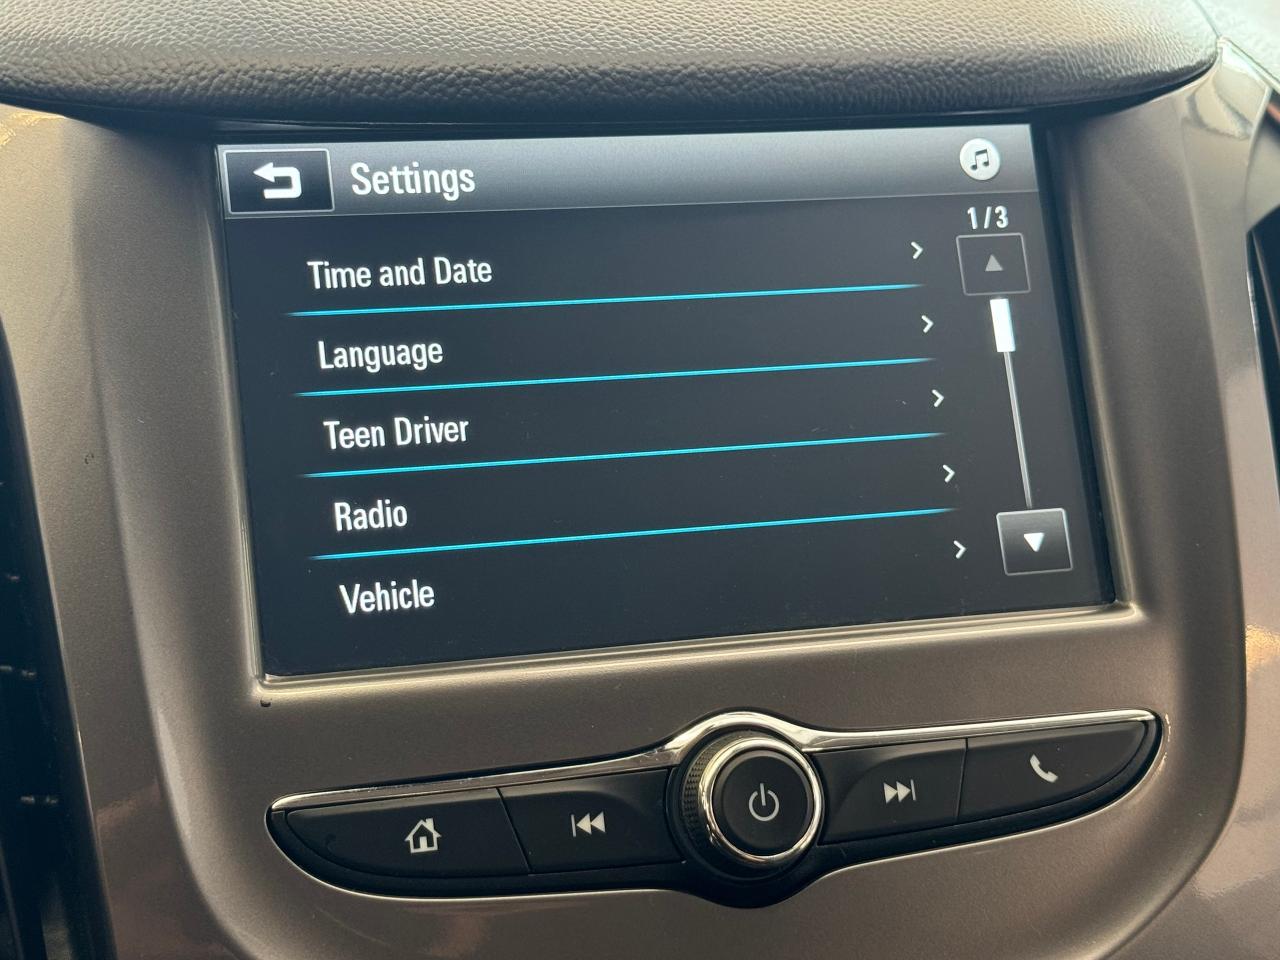 Settings
1/3
Time and Date
Language
Teen Driver
Radio
Vehicle